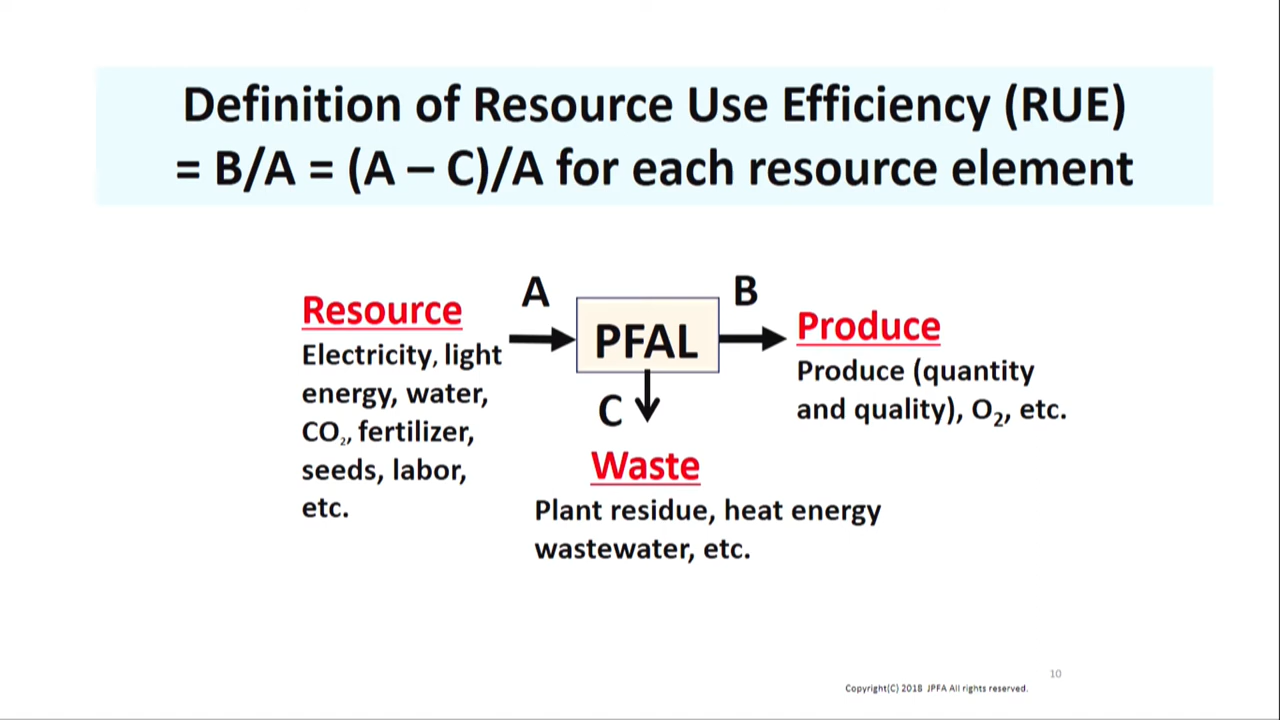 Definition of Resource Use Efficiency (RUE)
= B/A = (A – C)/A for each resource element
A
B
Resource
PFAL
Produce
Electricity, light
energy, water,
CO₂, fertilizer,
seeds, labor,
etc.
Produce (quantity
and quality), O₂, etc.
C
Waste
Plant residue, heat energy
wastewater, etc.
10
Copyright(C) 2018 JPFA All rights reserved.